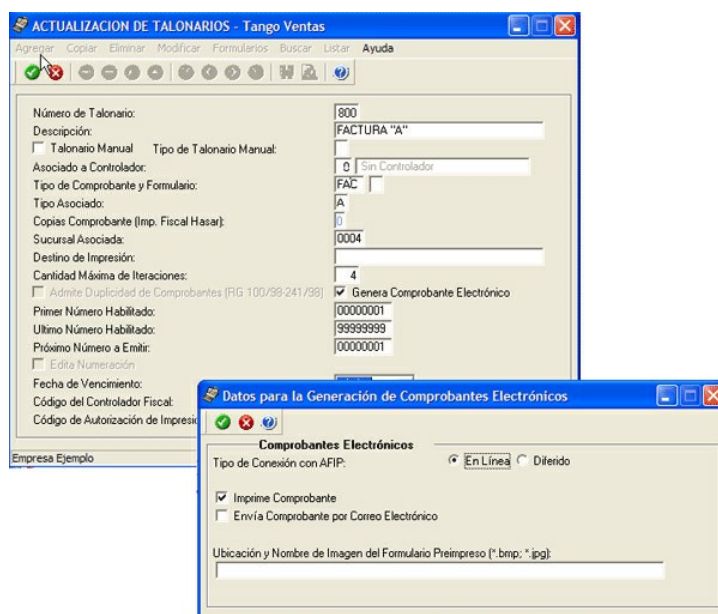 ACTUALIZACION DE TALONARIOS - Tango Ventas
Agregar Copiar Eliminar Modificar Formularios Buscar Listar Ayuda
Número de Talonario: 800
Descripción: FACTURA "A"
Talonario Manual Tipo de Talonario Manual:
Asociado a Controlador: 0 Sin Controlador
Tipo de Comprobante y Formulario: FAC
Tipo Asociado: A
Copias Comprobante (Imp. Fiscal Hasar): 0
Sucursal Asociada: 0004
Destino de Impresión:
Cantidad Máxima de Iteraciones: 4
Admite Duplicidad de Comprobantes (RG 100/98-241/98) Genera Comprobante Electrónico
Primer Número Habilitado: 00000001
Ultimo Número Habilitado: 99999999
Próximo Número a Emitir: 00000001
Edita Numeración
Fecha de Vencimiento:
Código del Controlador Fiscal:
Código de Autorización de Impresió
Empresa Ejemplo
Datos para la Generación de Comprobantes Electrónicos
Comprobantes Electrónicos
Tipo de Conexión con AFIP: En Línea Diferido
Imprime Comprobante
Envía Comprobante por Correo Electrónico
Ubicación y Nombre de Imagen del Formulario Preimpreso (*.bmp; *.jpg):